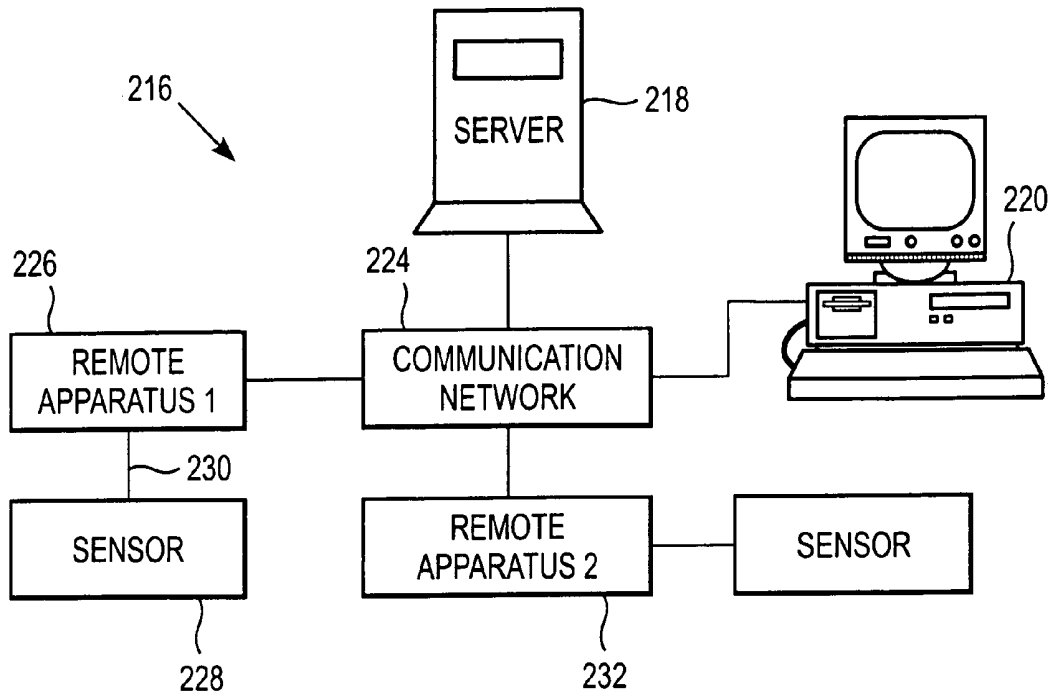 216
SERVER
218
220
226
224
REMOTE
APPARATUS 1
COMMUNICATION
NETWORK
230
SENSOR
REMOTE
APPARATUS 2
SENSOR
228
232